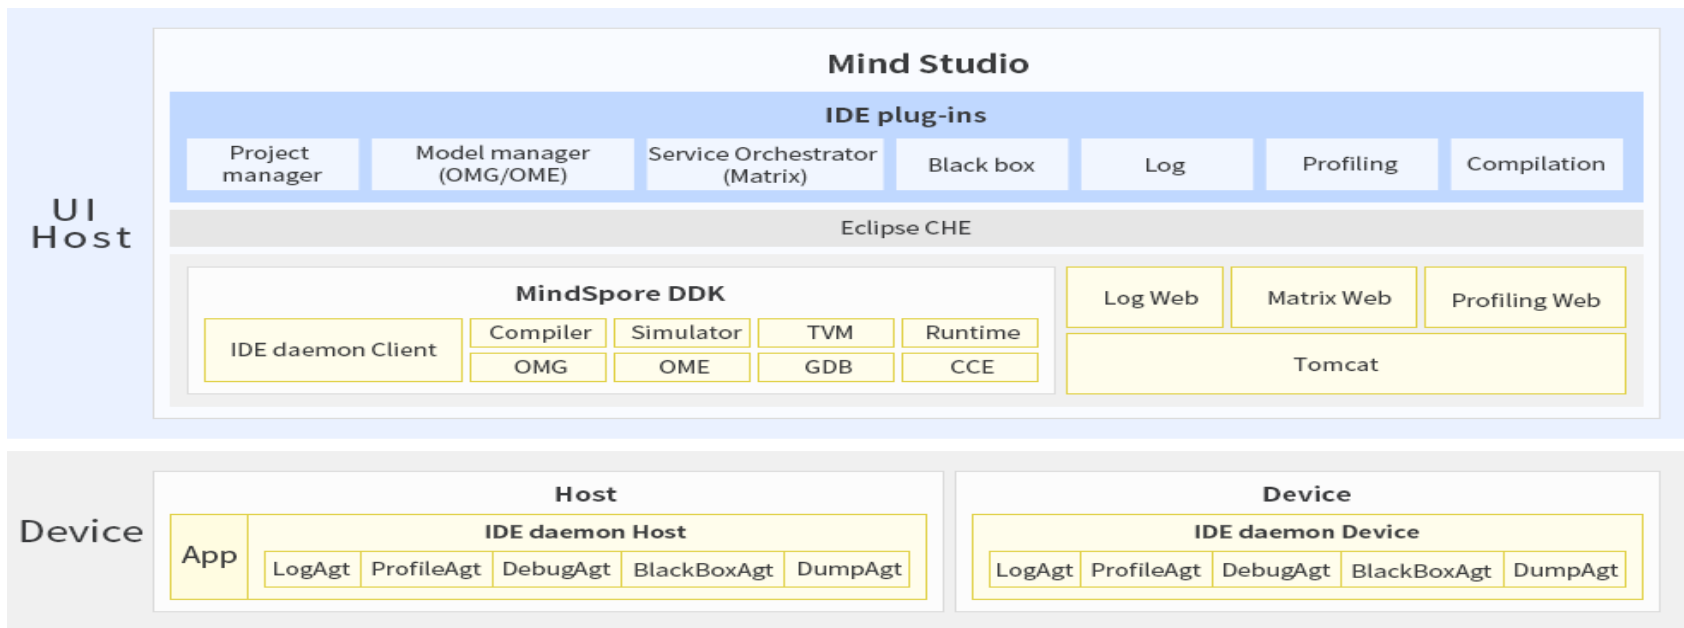 Mind Studio
IDE plug-ins
Project
manager
Model manager
(OMG/OME)
Service Orchestrator
(Matrix)
Black box
Log
Profiling
Compilation
UI
Host
Eclipse CHE
MindSpore DDK
IDE daemon Client
Compiler
Simulator
TVM
Runtime
OMG
OME
GDB
CCE
Log Web
Matrix Web
Profiling Web
Tomcat
Device
Host
App
IDE daemon Host
LogAgt
ProfileAgt
DebugAgt
BlackBoxAgt
DumpAgt
Device
IDE daemon Device
LogAgt
ProfileAgt
DebugAgt
BlackBoxAgt
DumpAgt